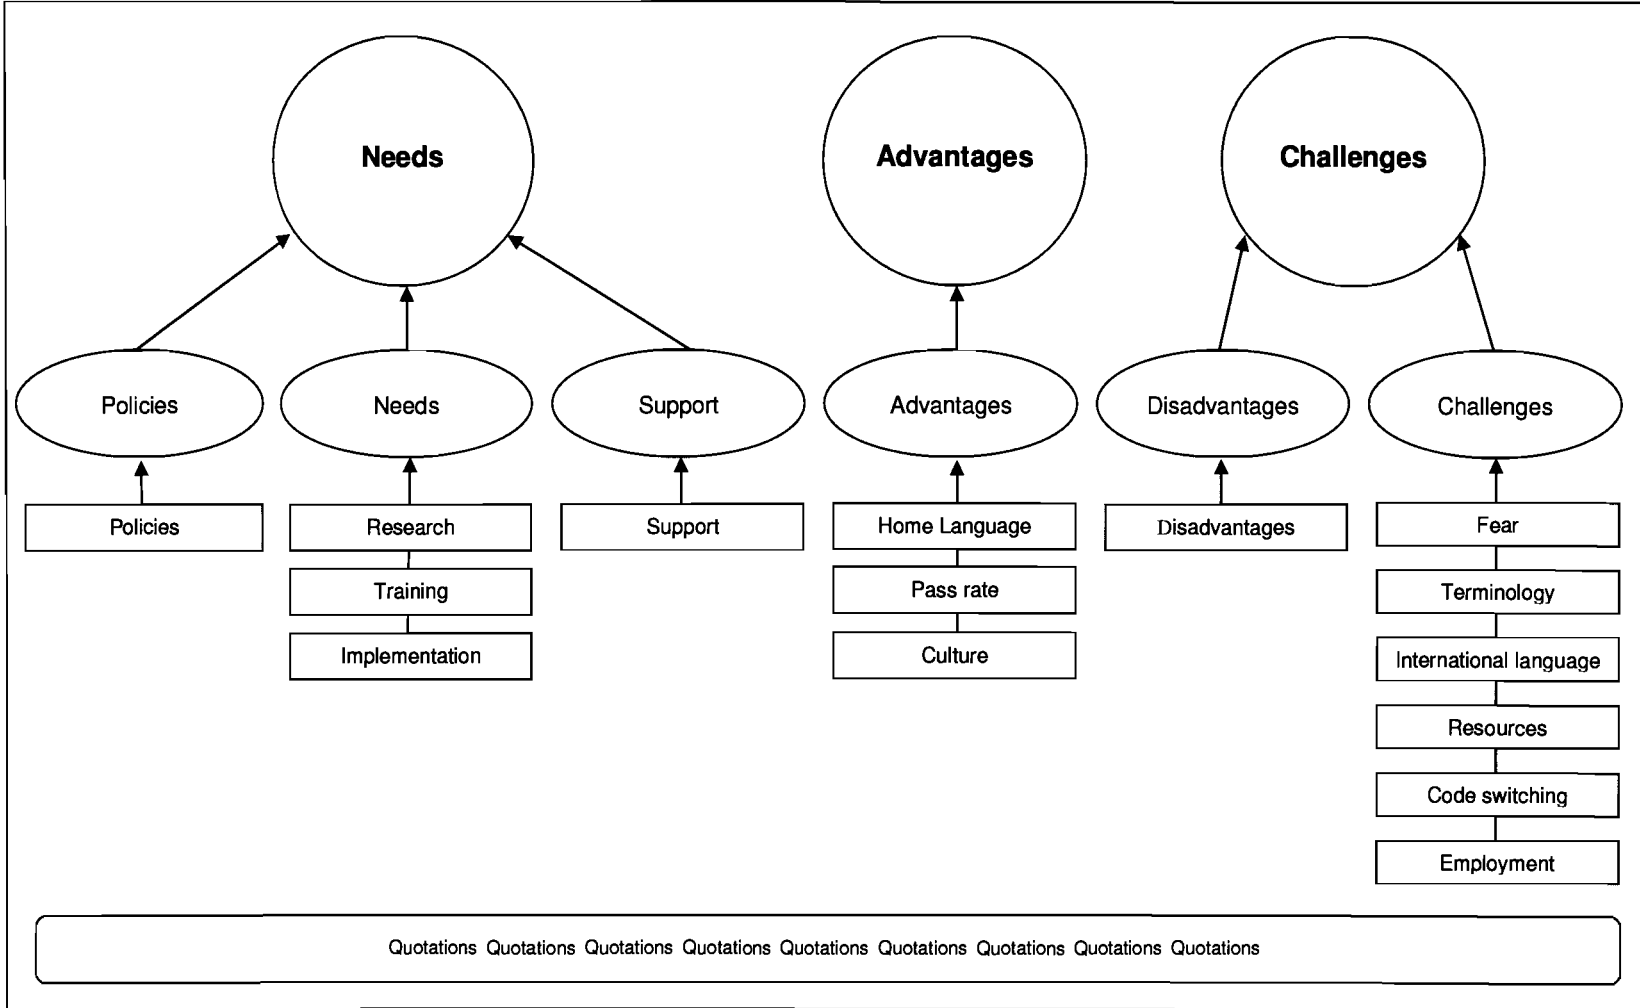 Needs
Advantages
Challenges
Policies
Needs
Support
Advantages
Disadvantages
Challenges
Policies
Research
Training
Implementation
Support
Home Language
Pass rate
Culture
Disadvantages
Fear
Terminology
International language
Resources
Code switching
Employment
Quotations Quotations Quotations Quotations Quotations Quotations Quotations Quotations Quotations